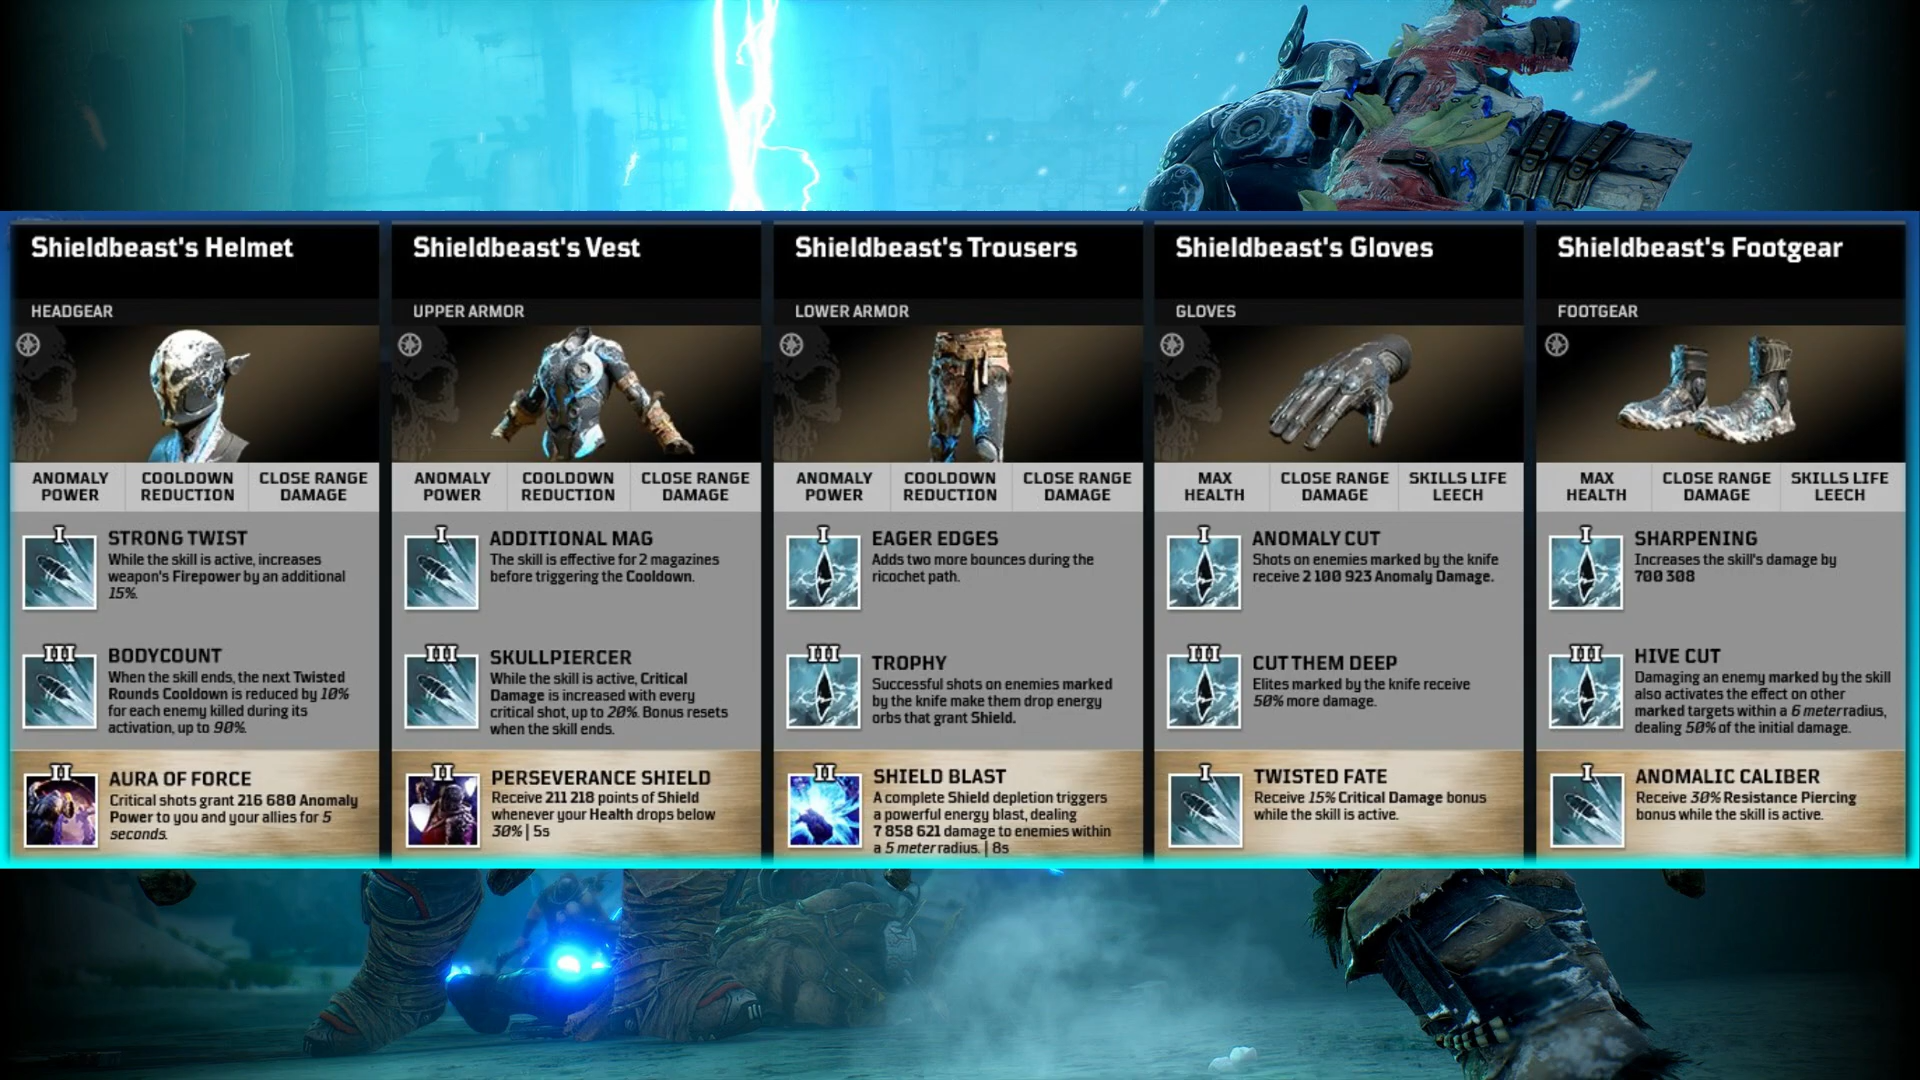 Shieldbeast's Helmet
HEADGEAR
ANOMALY
POWER
COOLDOWN
REDUCTION
CLOSE RANGE
DAMAGE
I
STRONG TWIST
While the skill is active, increases
weapon's Firepower by an additional
15%.
III
BODYCOUNT
When the skill ends, the next Twisted
Rounds Cooldown is reduced by 10%
for each enemy killed during its
activation, up to 90%.
II
AURA OF FORCE
Critical shots grant 216 680 Anomaly
Power to you and your allies for 5
seconds.
Shieldbeast's Vest
UPPER ARMOR
ANOMALY
POWER
COOLDOWN
REDUCTION
CLOSE RANGE
DAMAGE
I
ADDITIONAL MAG
The skill is effective for 2 magazines
before triggering the Cooldown.
III
SKULLPIERCER
While the skill is active, Critical
Damage is increased with every
critical shot, up to 20%. Bonus resets
when the skill ends.
II
PERSEVERANCE SHIELD
Receive 211 218 points of Shield
whenever your Health drops below
30% | 5s
Shieldbeast's Trousers
LOWER ARMOR
ANOMALY
POWER
COOLDOWN
REDUCTION
CLOSE RANGE
DAMAGE
I
EAGER EDGES
Adds two more bounces during the
ricochet path.
III
TROPHY
Successful shots on enemies marked
by the knife make them drop energy
orbs that grant Shield.
II
SHIELD BLAST
A complete Shield depletion triggers
a powerful energy blast, dealing
7 858 621 damage to enemies within
a 5 meter radius. | 8s
Shieldbeast's Gloves
GLOVES
MAX
HEALTH
CLOSE RANGE
DAMAGE
SKILLS LIFE
LEECH
I
ANOMALY CUT
Shots on enemies marked by the knife
receive 2 100 923 Anomaly Damage.
III
CUT THEM DEEP
Elites marked by the knife receive
50% more damage.
I
TWISTED FATE
Receive 15% Critical Damage bonus
while the skill is active.
Shieldbeast's Footgear
FOOTGEAR
MAX
HEALTH
CLOSE RANGE
DAMAGE
SKILLS LIFE
LEECH
I
SHARPENING
Increases the skill's damage by
700 308
III
HIVE CUT
Damaging an enemy marked by the skill
also activates the effect on other
marked targets within a 6 meter radius,
dealing 50% of the initial damage.
I
ANOMALIC CALIBER
Receive 30% Resistance Piercing
bonus while the skill is active.